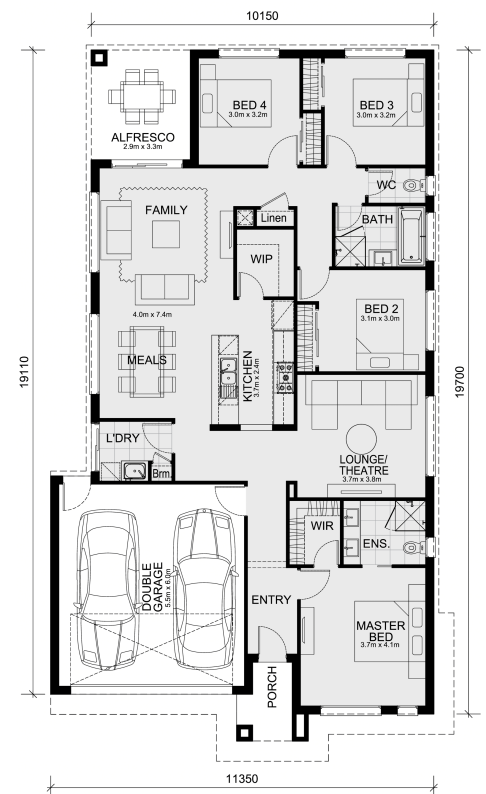 10150
19110
19700
11350
ALFRESCO
2.9m x 3.3m
BED 4
3.0m x 3.2m
BED 3
3.0m x 3.2m
WC
FAMILY
Linen
BATH
WIP
4.0m x 7.4m
BED 2
3.1m x 3.0m
MEALS
KITCHEN
3.7m x 2.4m
L'DRY
Brm.
LOUNGE/
THEATRE
3.7m x 3.8m
WIR
ENS.
DOUBLE
GARAGE
5.5m x 6.0m
ENTRY
MASTER
BED
3.7m x 4.1m
PORCH